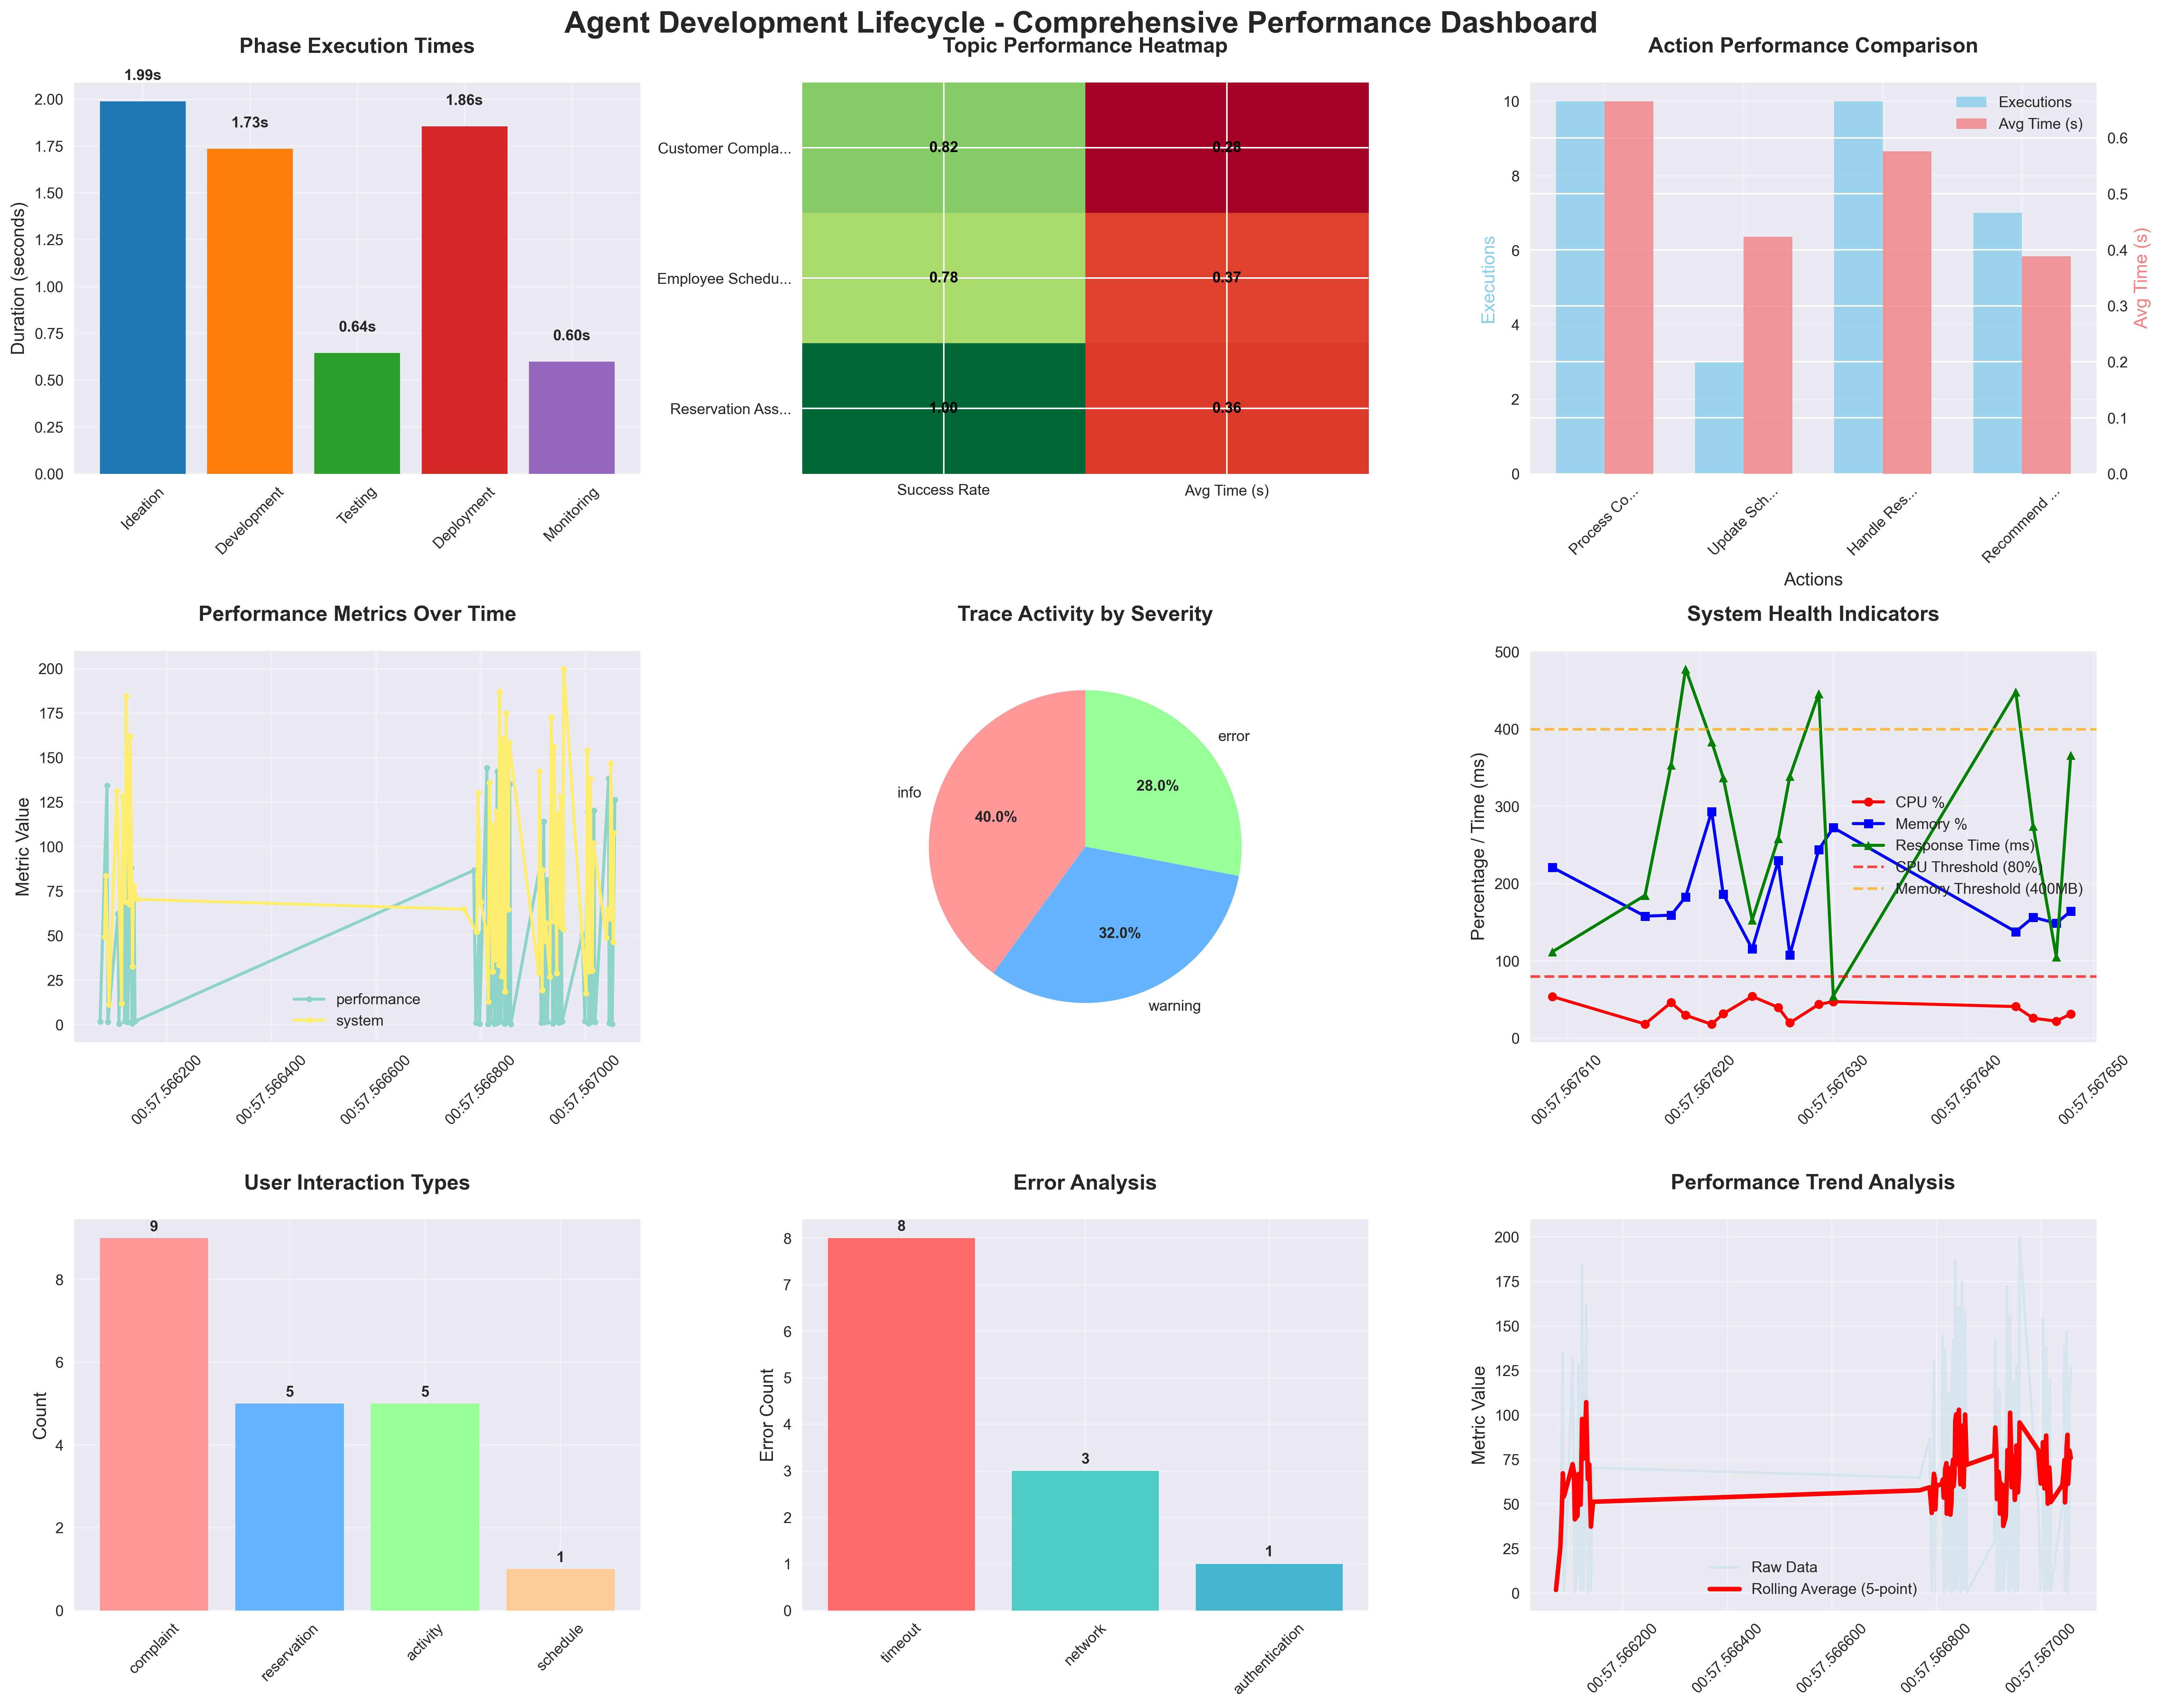 Agent Development Lifecycle - Comprehensive Performance Dashboard
Phase Execution Times
Duration (seconds)
2.00
1.75
1.50
1.25
1.00
0.75
0.50
0.25
0.00
1.99s
1.73s
0.64s
1.86s
0.60s
Ideation
Development
Testing
Deployment
Monitoring
Topic Performance Heatmap
Customer Compla...
Employee Schedu...
Reservation Ass...
0.82
0.28
0.78
0.37
1.00
0.36
Success Rate
Avg Time (s)
Action Performance Comparison
Executions
10
8
6
4
2
0
Executions
Avg Time (s)
0.6
0.5
0.4
0.3
0.2
0.1
0.0
Avg Time (s)
Process Co...
Update Sch...
Handle Res...
Recommend ...
Actions
Performance Metrics Over Time
Metric Value
200
175
150
125
100
75
50
25
0
performance
system
00:57.566200
00:57.566400
00:57.566600
00:57.566800
00:57.567000
Trace Activity by Severity
info
40.0%
error
28.0%
32.0%
warning
System Health Indicators
Percentage / Time (ms)
500
400
300
200
100
0
CPU %
Memory %
Response Time (ms)
CPU Threshold (80%)
Memory Threshold (400MB)
00:57.567610
00:57.567620
00:57.567630
00:57.567640
00:57.567650
User Interaction Types
Count
8
6
4
2
0
9
5
5
1
complaint
reservation
activity
schedule
Error Analysis
Error Count
8
7
6
5
4
3
2
1
0
8
3
1
timeout
network
authentication
Performance Trend Analysis
Metric Value
200
175
150
125
100
75
50
25
0
Raw Data
Rolling Average (5-point)
00:57.566200
00:57.566400
00:57.566600
00:57.566800
00:57.567000